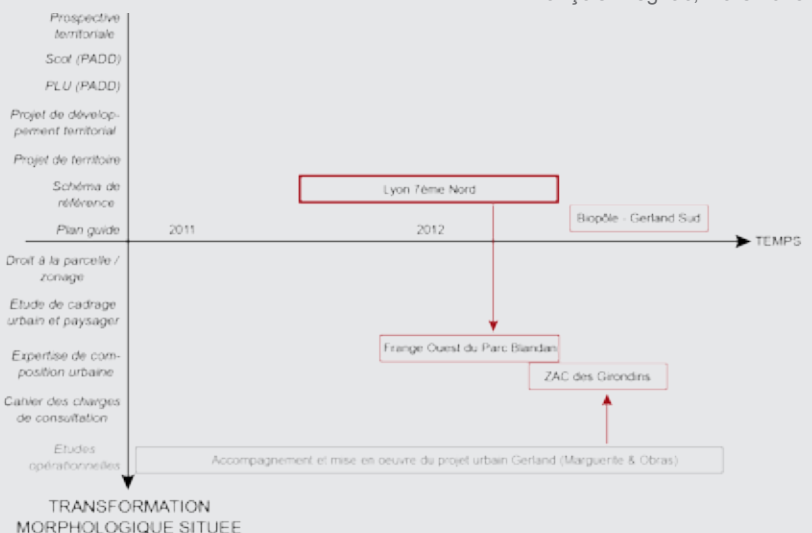 Prospective
territoriale
Scot (PADD)
PLU (PADD)
Projet de dévelop-
pement territorial
Projet de territoire
Schéma de
référence
Lyon 7ème Nord
Biopôle - Gerland Sud
Plan guide
2011
2012
TEMPS
Droit à la parcelle /
zonage
Etude de cadrage
urbain et paysager
Frange Ouest du Parc Blandan
Expertise de com-
position urbaine
ZAC des Girondins
Cahier des charges
de consultation
Etudes
opérationnelles
Accompagnement et mise en oeuvre du projet urbain Gerland (Marguerite & Obras)
TRANSFORMATION
MORPHOLOGIQUE SITUEE